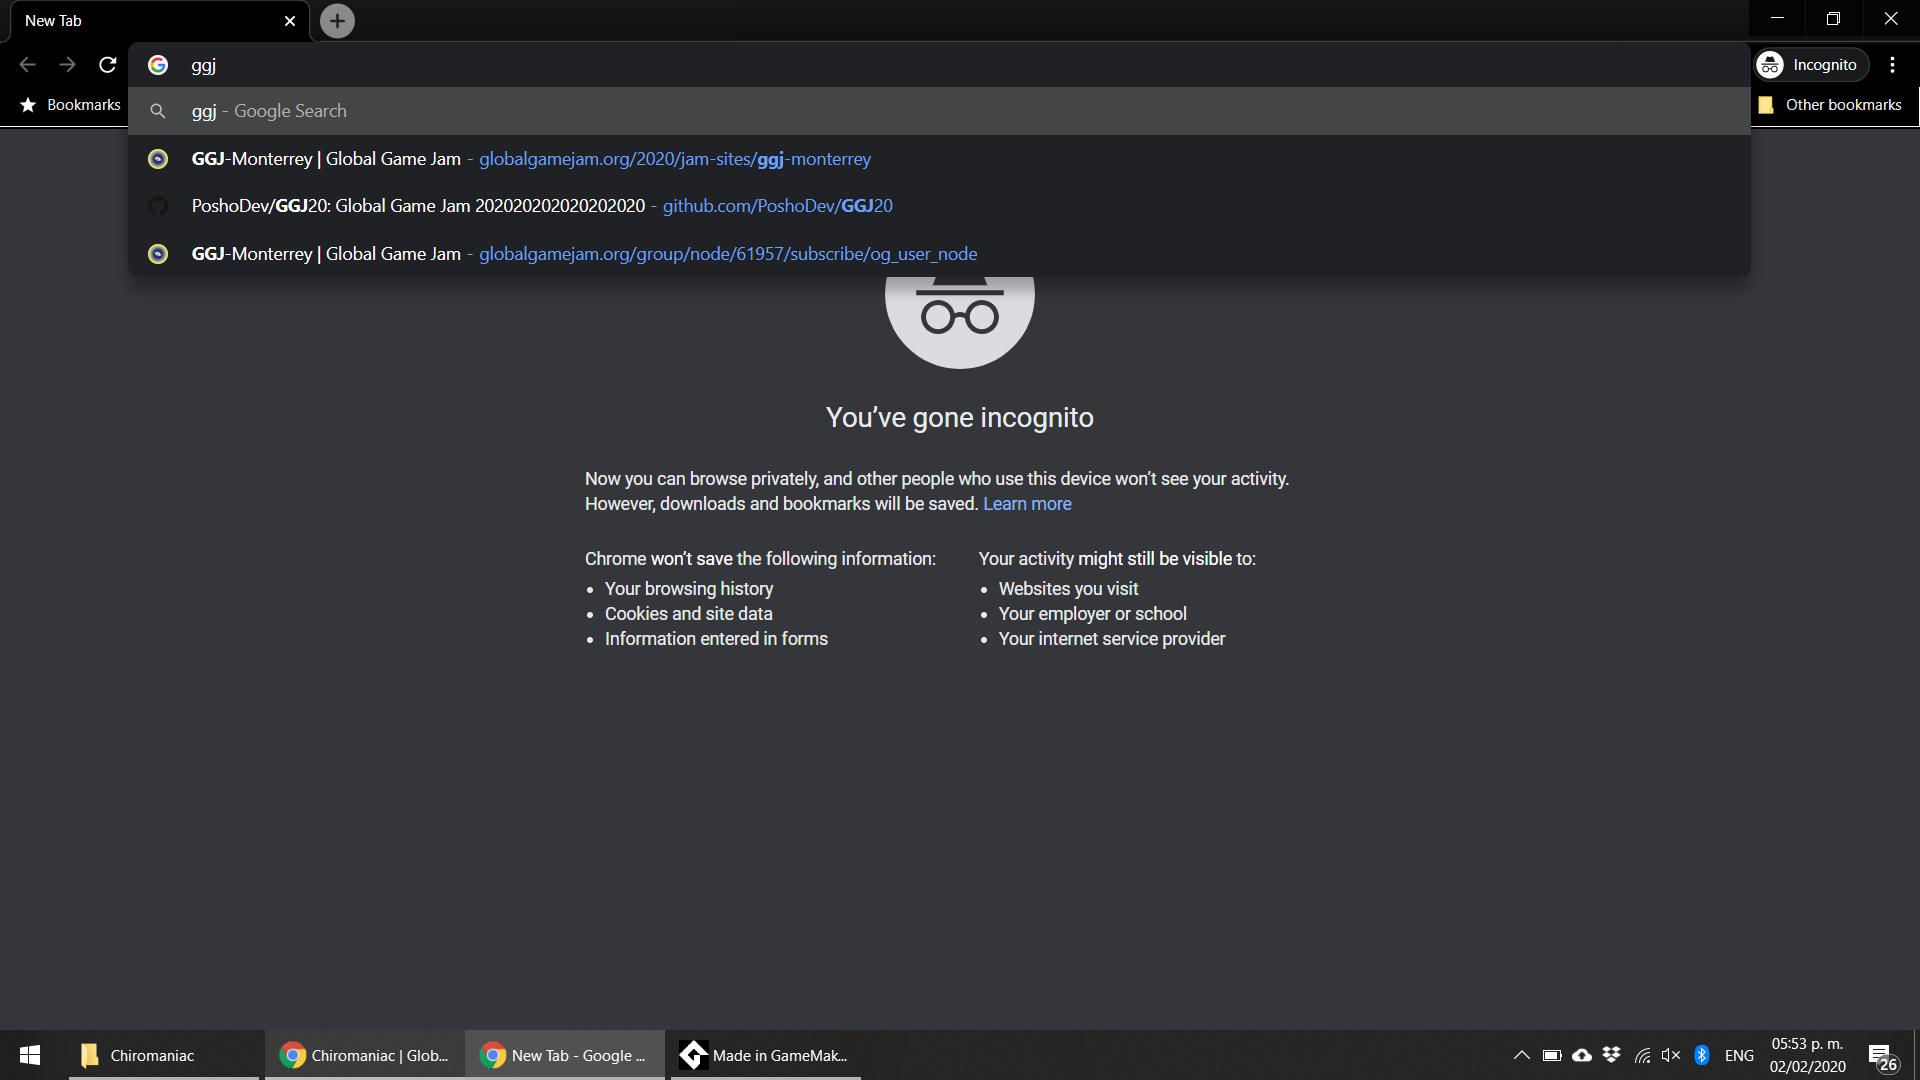 New Tab
ggj
Incognito
ggj - Google Search
Bookmarks
Other bookmarks
GGJ-Monterrey | Global Game Jam - globalgamejam.org/2020/jam-sites/ggj-monterrey
PoshoDev/GGJ20: Global Game Jam 202020202020202020 - github.com/PoshoDev/GGJ20
GGJ-Monterrey | Global Game Jam - globalgamejam.org/group/node/61957/subscribe/og_user_node
You've gone incognito
Now you can browse privately, and other people who use this device won't see your activity.
However, downloads and bookmarks will be saved. Learn more
Chrome won't save the following information:
• Your browsing history
• Cookies and site data
• Information entered in forms
Your activity might still be visible to:
• Websites you visit
• Your employer or school
• Your internet service provider
Chiromaniac
Chiromaniac | Glob...
New Tab - Google ...
Made in GameMak...
ENG
05:53 p. m.
02/02/2020
26